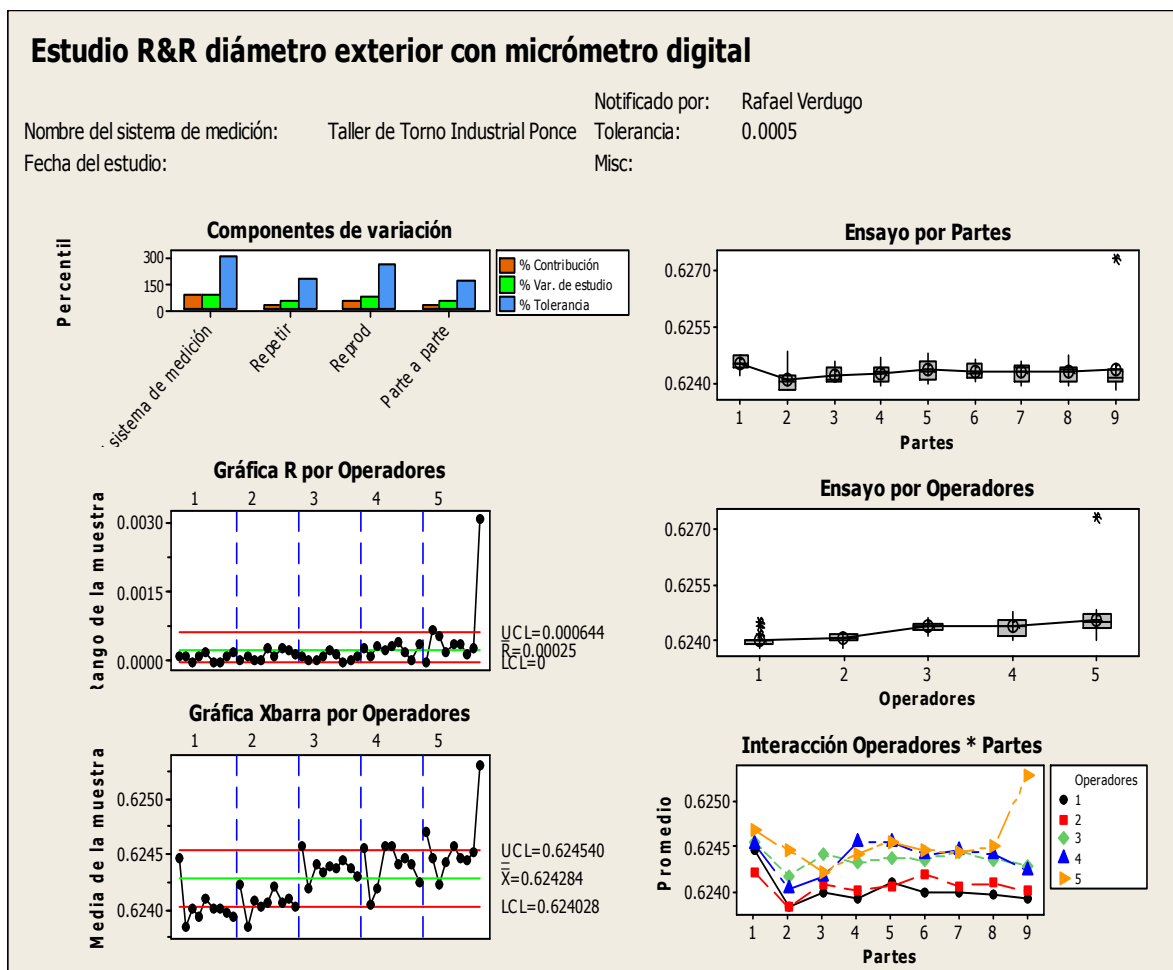 Estudio R&R diámetro exterior con micrómetro digital
Notificado por: Rafael Verdugo
Nombre del sistema de medición: Taller de Torno Industrial Ponce Tolerancia: 0.0005
Fecha del estudio: Misc:
Componentes de variación
Percentil
300
150
0
sistema de medición
Repetir
Reprod
Parte a parte
% Contribución
% Var. de estudio
% Tolerancia
Ensayo por Partes
0.6270
0.6255
0.6240
1 2 3 4 5 6 7 8 9
Partes
Gráfica R por Operadores
1 2 3 4 5
Rango de la muestra
0.0030
0.0015
0.0000
UCL=0.000644
R=0.00025
LCL=0
Ensayo por Operadores
0.6270
0.6255
0.6240
1 2 3 4 5
Operadores
Gráfica Xbarra por Operadores
1 2 3 4 5
Media de la muestra
0.6250
0.6245
0.6240
UCL=0.624540
X=0.624284
LCL=0.624028
Interacción Operadores * Partes
Promedio
0.6250
0.6245
0.6240
1 2 3 4 5 6 7 8 9
Partes
Operadores
1
2
3
4
5